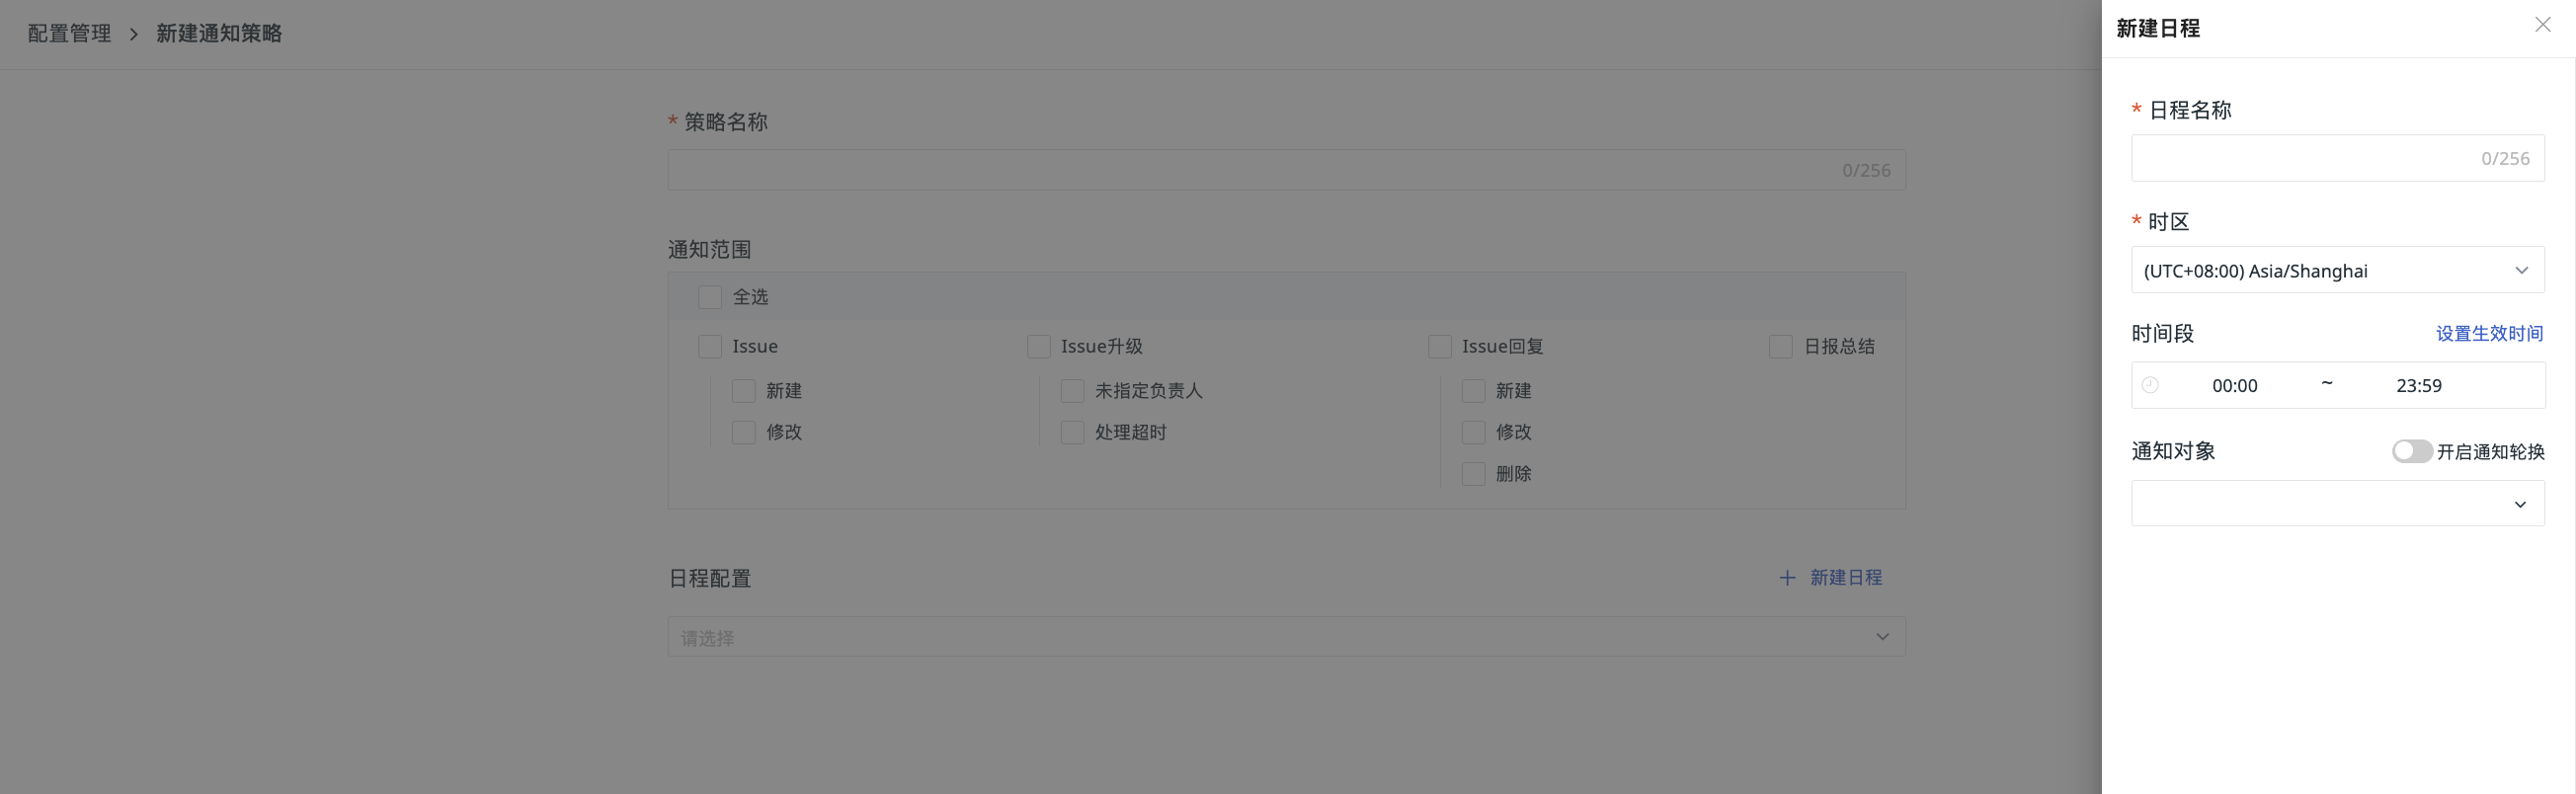 配置管理 > 新建通知策略
* 策略名称
0/256
通知范围
全选
Issue
新建
修改
Issue升级
未指定负责人
处理超时
Issue回复
新建
修改
删除
日报总结
日程配置
+ 新建日程
请选择
新建日程
* 日程名称
0/256
* 时区
(UTC+08:00) Asia/Shanghai
时间段 设置生效时间
00:00 ~ 23:59
通知对象 开启通知轮换